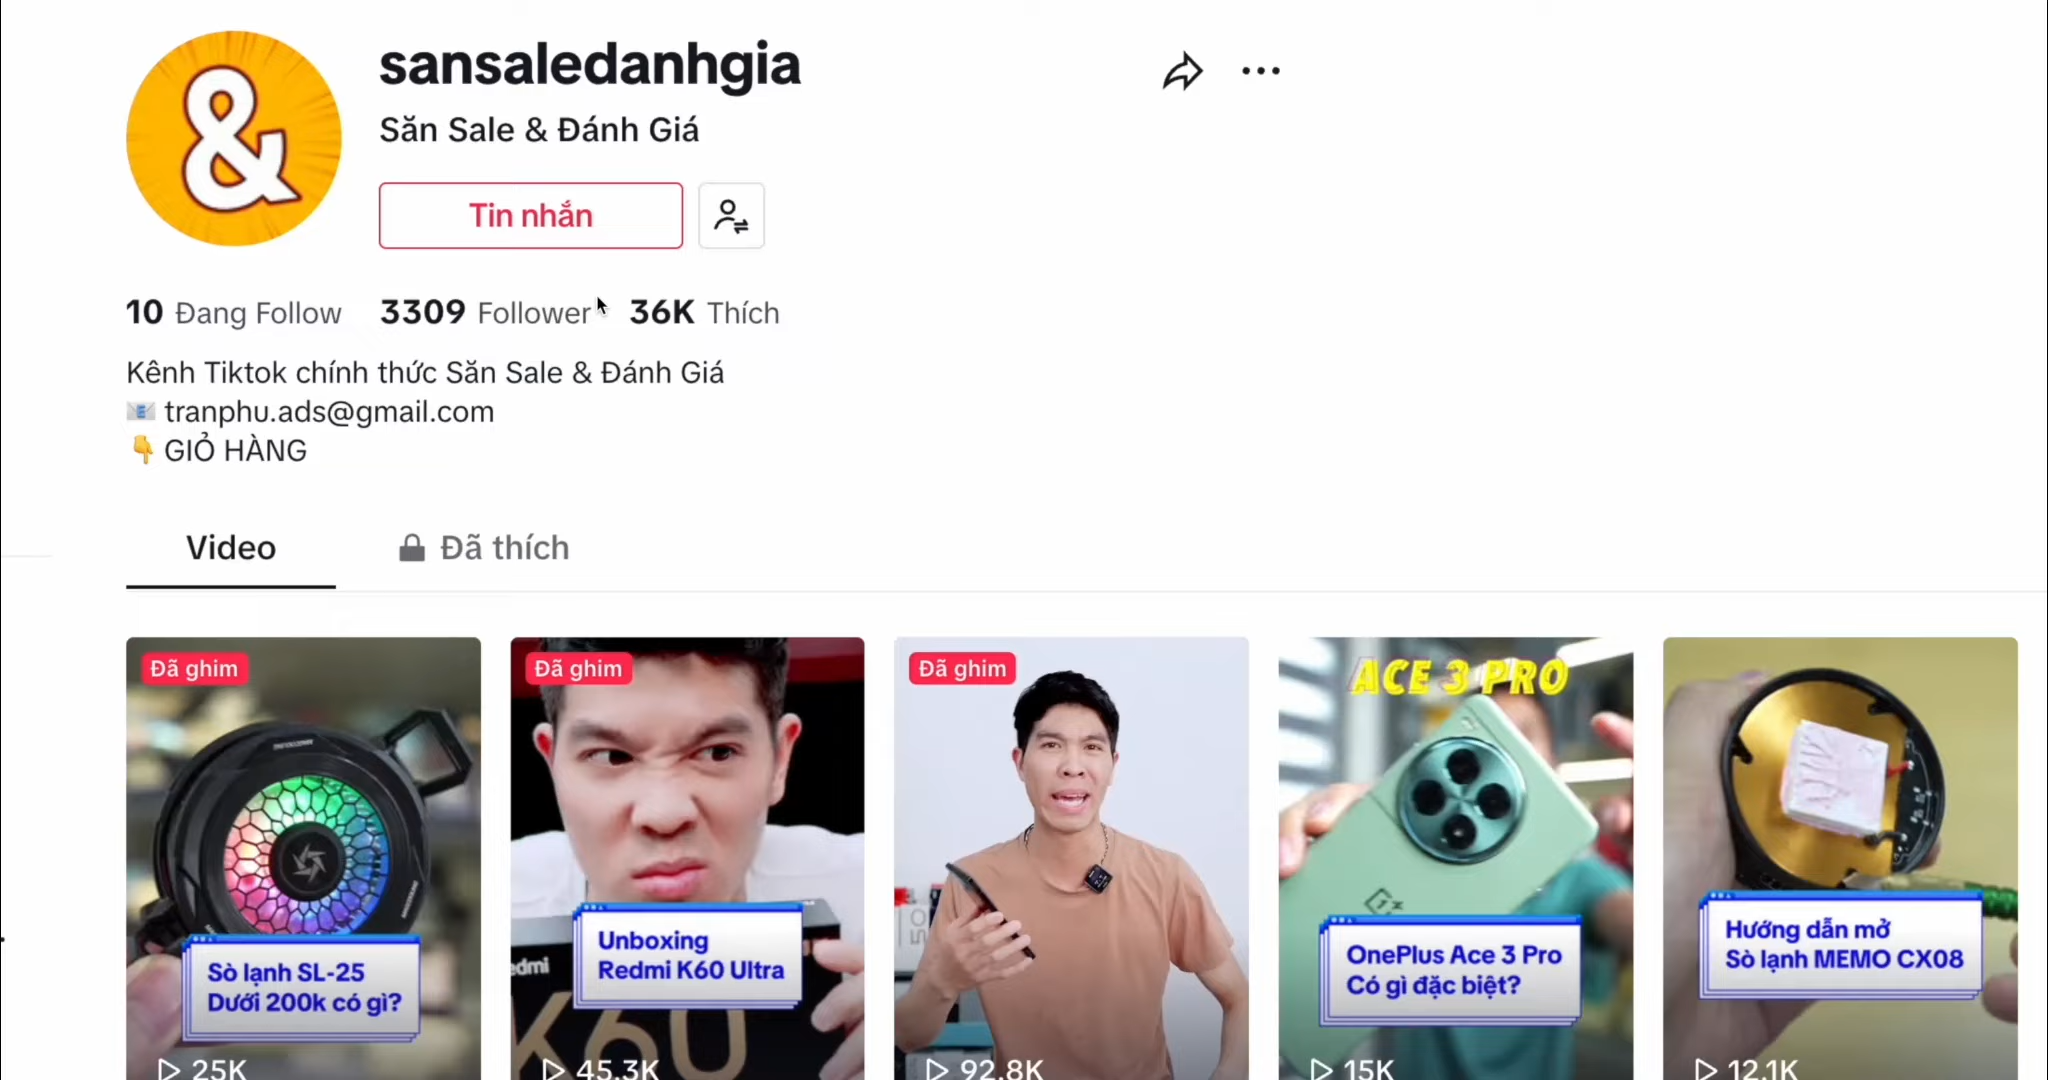 &
sansaledanhgia
Săn Sale & Đánh Giá
Tin nhắn
10 Đang Follow 3309 Follower 36K Thích
Kênh Tiktok chính thức Săn Sale & Đánh Giá
tranphu.ads@gmail.com
GIỎ HÀNG
Video Đã thích
Đã ghim
Sò lạnh SL-25
Dưới 200k có gì?
25K
Đã ghim
Unboxing
Redmi K60 Ultra
edmi
K60
45.3K
Đã ghim
92.8K
ACE 3 PRO
OnePlus Ace 3 Pro
Có gì đặc biệt?
15K
Hướng dẫn mở
Sò lạnh MEMO CX08
12.1K